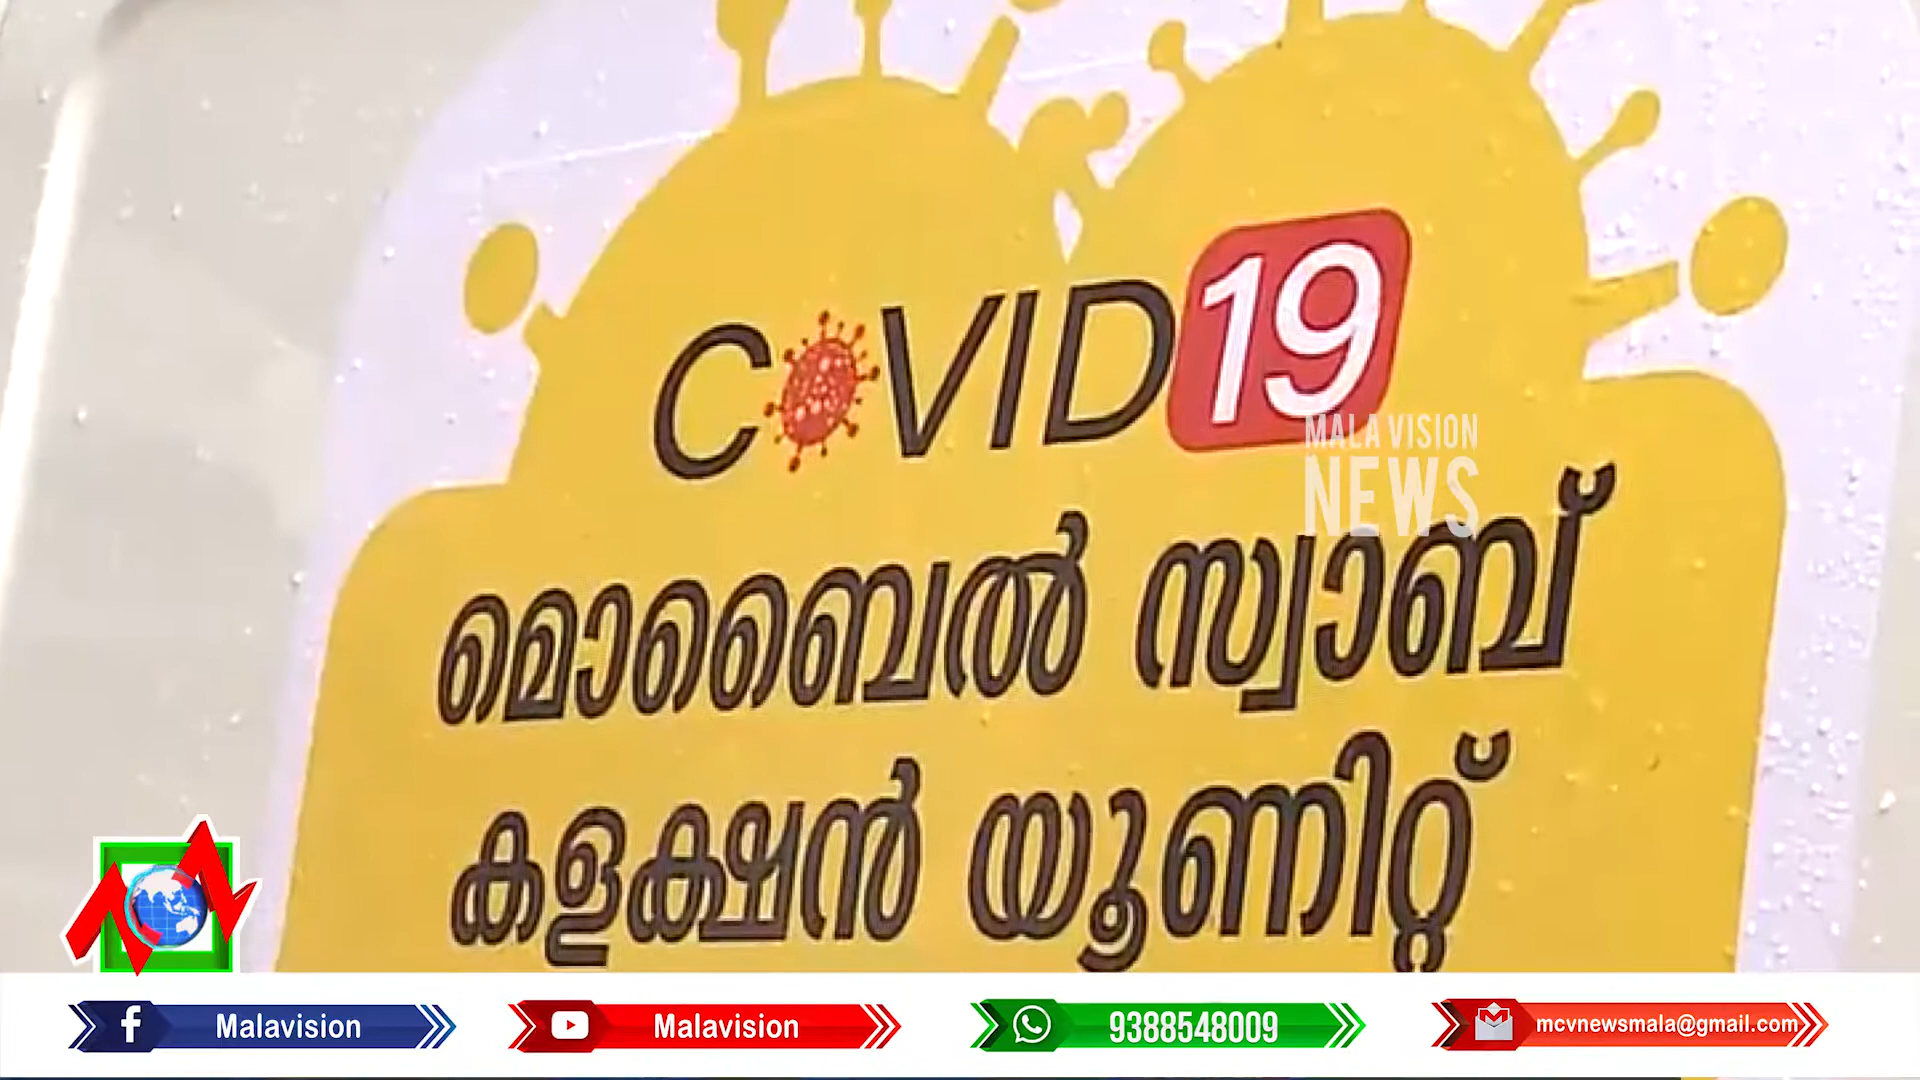 COVID 19
MALA VISION
NEWS
മൊബൈൽ സ്വാബ്
കളക്ഷൻ യൂണിറ്റ്
Malavision
Malavision
9388548009
mcvnewsmala@gmail.com